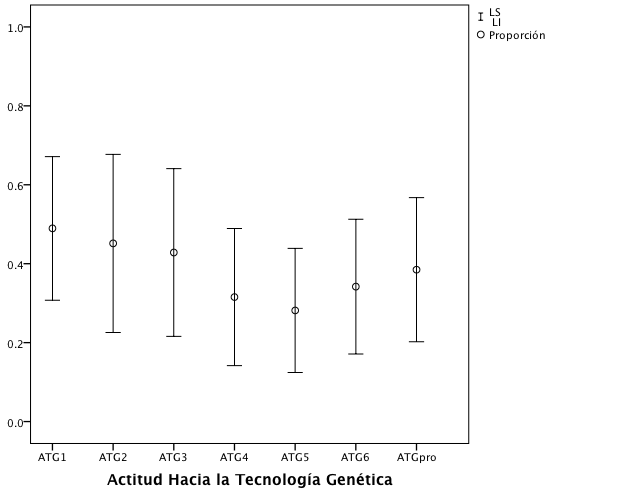 LS
LI
Proporción
1.0
0.8
0.6
0.4
0.2
0.0
ATG1 ATG2 ATG3 ATG4 ATG5 ATG6 ATGpro
Actitud Hacia la Tecnología Genética